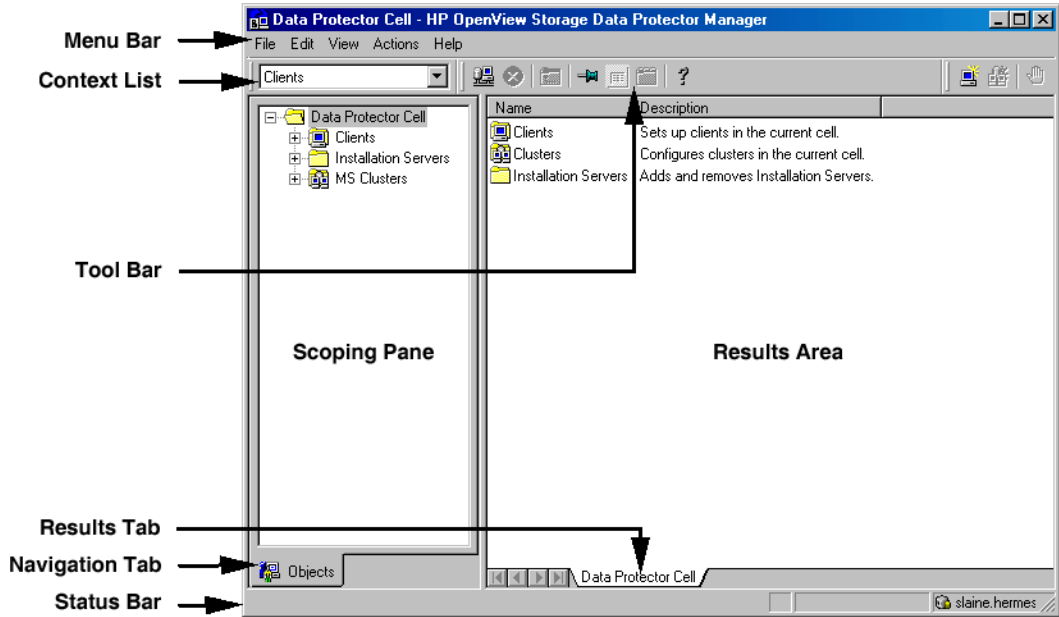 Data Protector Cell - HP OpenView Storage Data Protector Manager
Menu Bar
File Edit View Actions Help
Context List
Clients
Name Description
Data Protector Cell
Clients
Installation Servers
MS Clusters
Clients Sets up clients in the current cell.
Clusters Configures clusters in the current cell.
Installation Servers Adds and removes Installation Servers.
Tool Bar
Scoping Pane
Results Area
Results Tab
Navigation Tab
Objects
Data Protector Cell
Status Bar
slaine.hermes